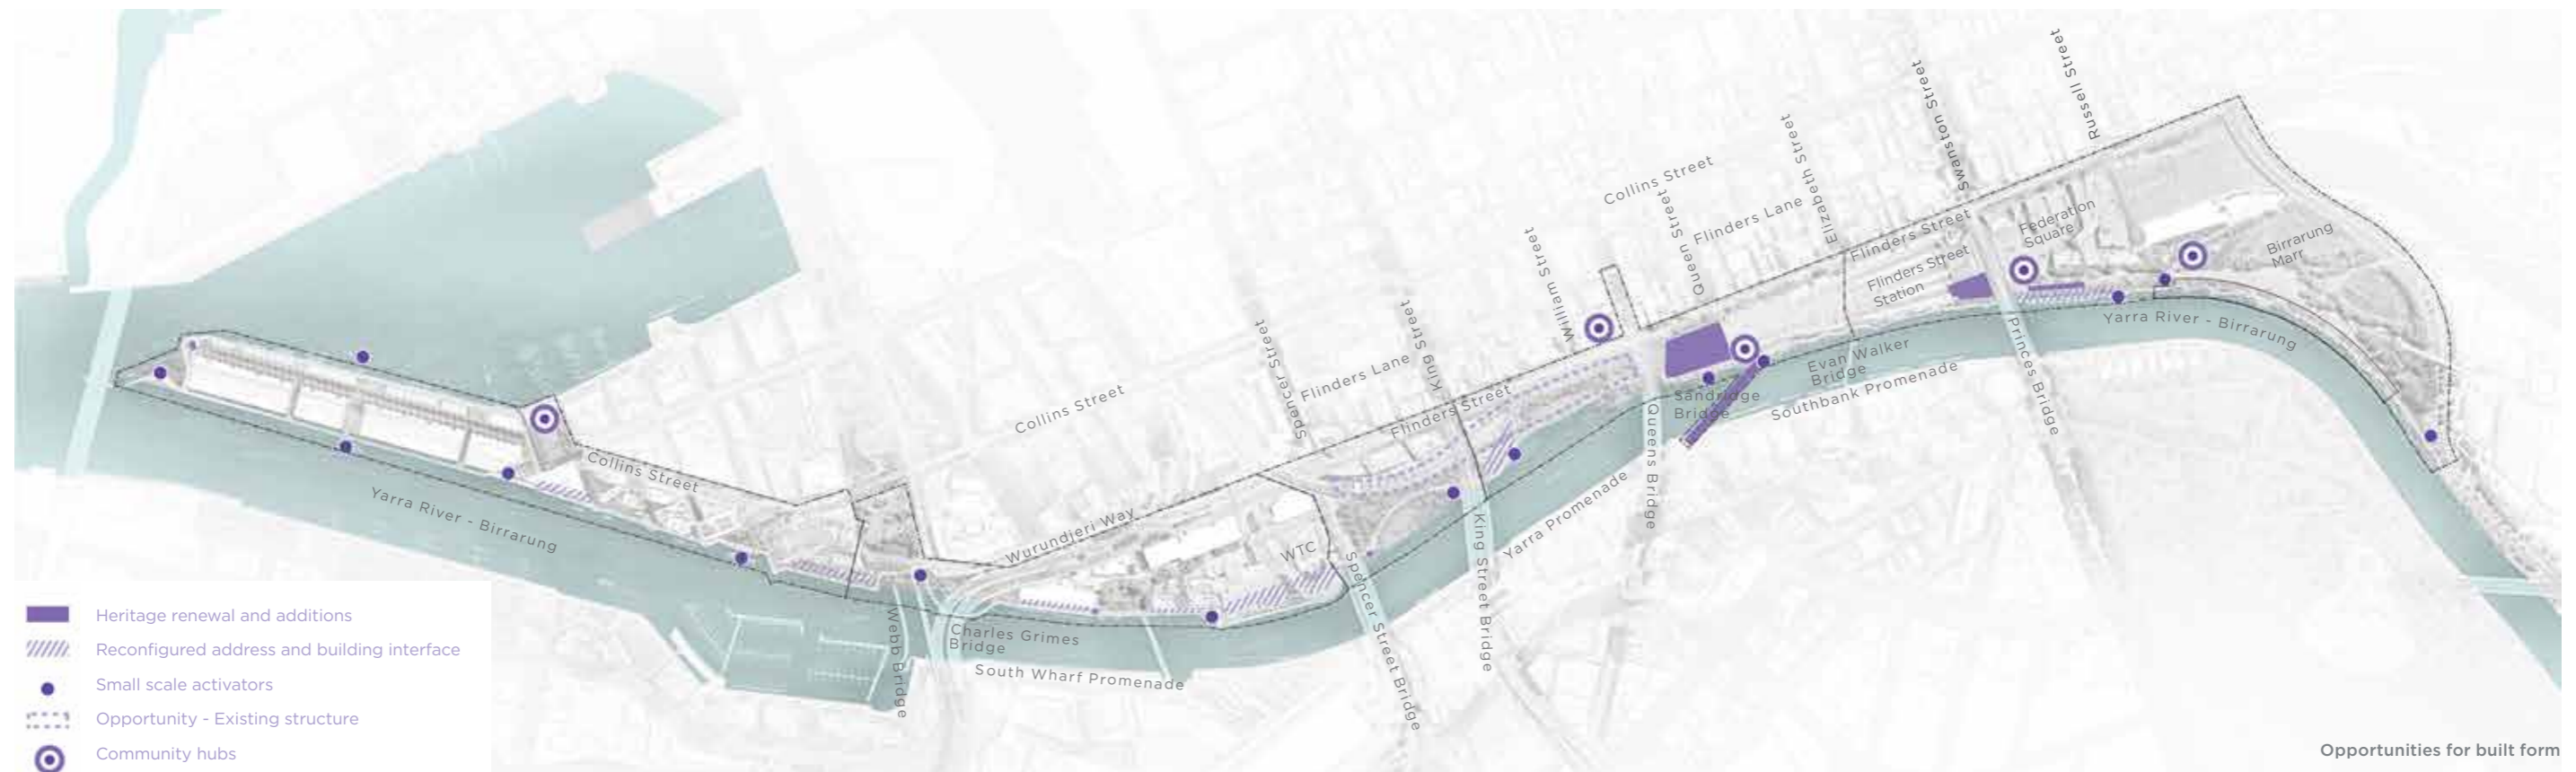 Russell Street
Swanston Street
Elizabeth Street
Collins Street
Queen Street
Flinders Lane
William Street
Flinders Street
Federation
Square
Flinders Street
Station
Birrarung
Marr
Yarra River - Birrarung
Princes Bridge
Evan Walker
Bridge
Southbank Promenade
Sandridge
Bridge
Queens Bridge
King Street
Flinders Lane
Flinders Street
Spencer Street
Collins Street
Yarra Promenade
King Street Bridge
Spencer Street Bridge
WTC
Wurundjeri Way
Collins Street
Yarra River - Birrarung
Webb Bridge
Charles Grimes
Bridge
South Wharf Promenade
Heritage renewal and additions
Reconfigured address and building interface
Small scale activators
Opportunity - Existing structure
Community hubs
Opportunities for built form